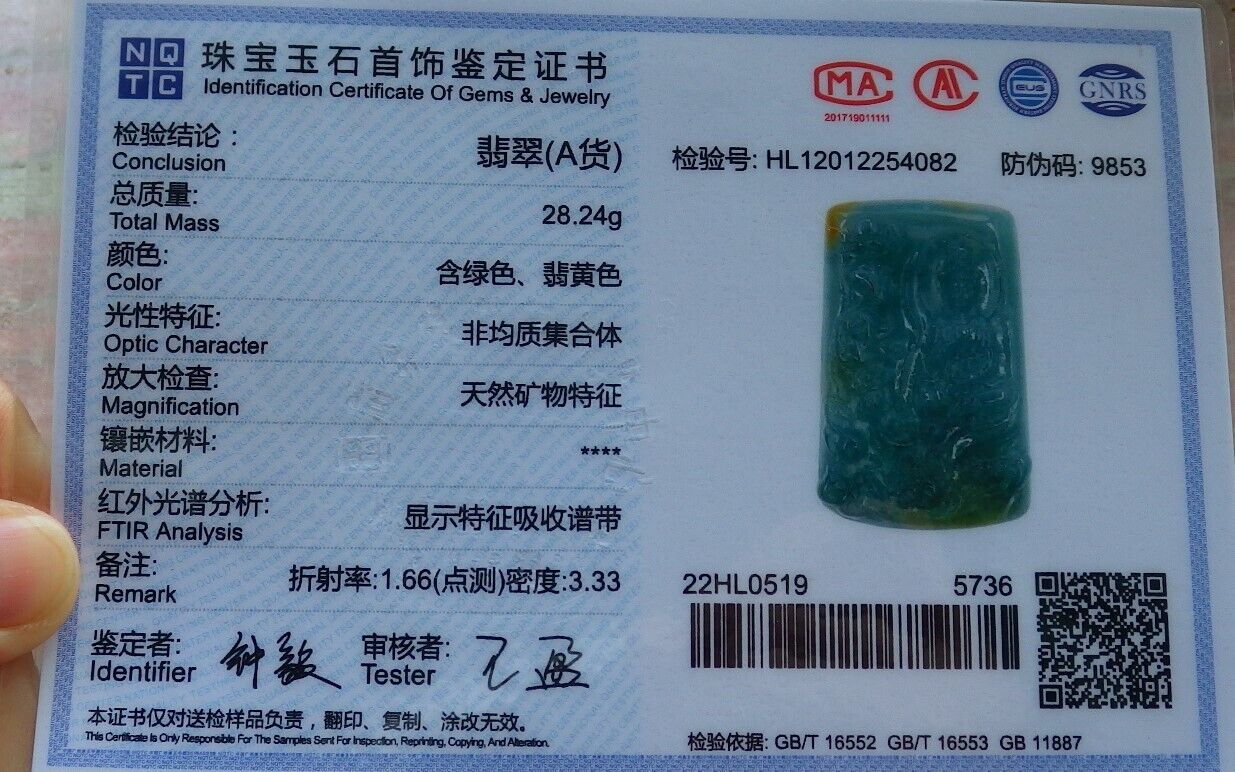 NQTC
珠宝玉石首饰鉴定证书
Identification Certificate Of Gems & Jewelry
检验结论：
Conclusion
翡翠(A货)
总质量:
Total Mass
28.24g
颜色:
Color
含绿色、翡黄色
光性特征:
Optic Character
非均质集合体
放大检查:
Magnification
天然矿物特征
镶嵌材料:
Material
****
红外光谱分析:
FTIR Analysis
显示特征吸收谱带
备注:
Remark
折射率:1.66(点测)密度:3.33
鉴定者:
Identifier
审核者:
Tester
本证书仅对送检样品负责，翻印、复制、涂改无效。
This Certificate Is Only Responsible For The Samples Sent For Inspection, Reprinting, Copying, And Alteration.
MA
201719011111
AL
GUS
GNRS
检验号: HL12012254082 防伪码: 9853
22HL0519 5736
检验依据: GB/T 16552 GB/T 16553 GB 11887